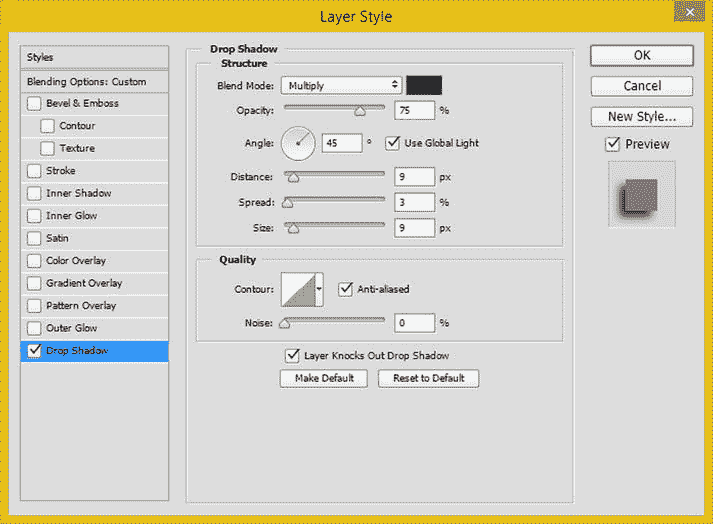 Layer Style
Styles
Blending Options: Custom
Bevel & Emboss
Contour
Texture
Stroke
Inner Shadow
Inner Glow
Satin
Color Overlay
Gradient Overlay
Pattern Overlay
Outer Glow
Drop Shadow
Drop Shadow
Structure
Blend Mode: Multiply
Opacity: 75 %
Angle: 45 ° Use Global Light
Distance: 9 px
Spread: 3 %
Size: 9 px
Quality
Contour: Anti-aliased
Noise: 0 %
Layer Knocks Out Drop Shadow
Make Default Reset to Default
OK
Cancel
New Style...
Preview